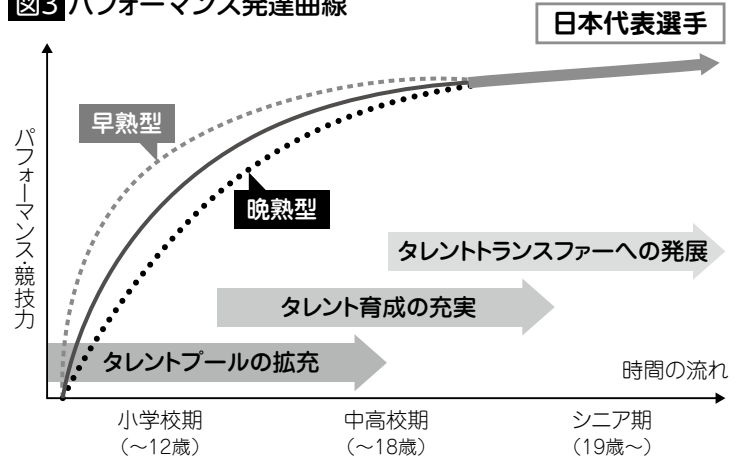 図3 パフォーマンス発達曲線
日本代表選手
早熟型
晩熟型
パフォーマンス・競技力
タレントトランスファーへの発展
タレント育成の充実
タレントプールの拡充
時間の流れ
小学校期
(～12歳)
中高校期
(～18歳)
シニア期
(19歳～)